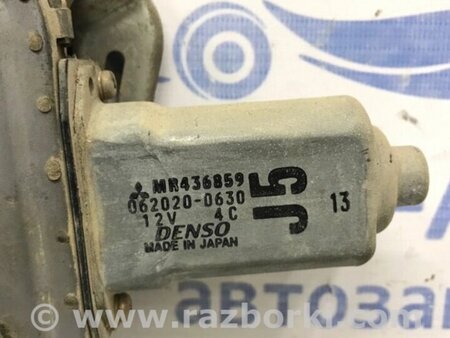 MR436859
062020-0630
12V 4C
DENSO
MADE IN JAPAN
J5
13
автозап
www.razborki.com